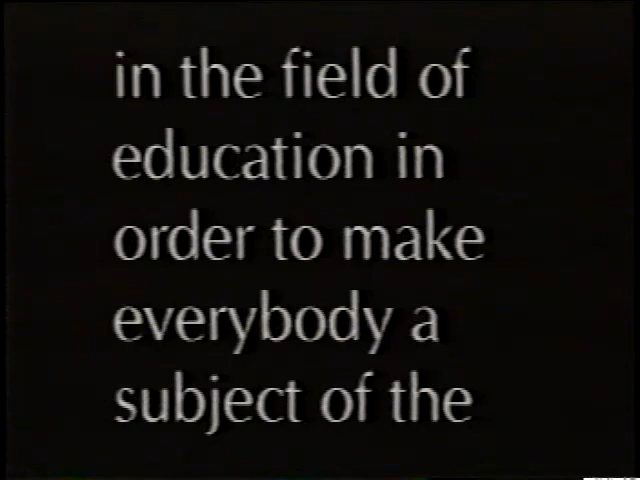 in the field of
education in
order to make
everybody a
subject of the